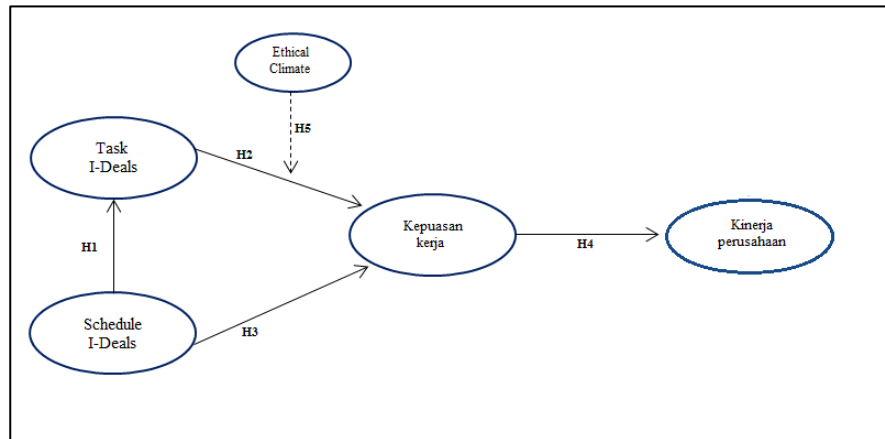 Ethical
Climate
H5
Task
I-Deals
H2
Kepuasan
kerja
H4
Kinerja
perusahaan
H1
Schedule
I-Deals
H3